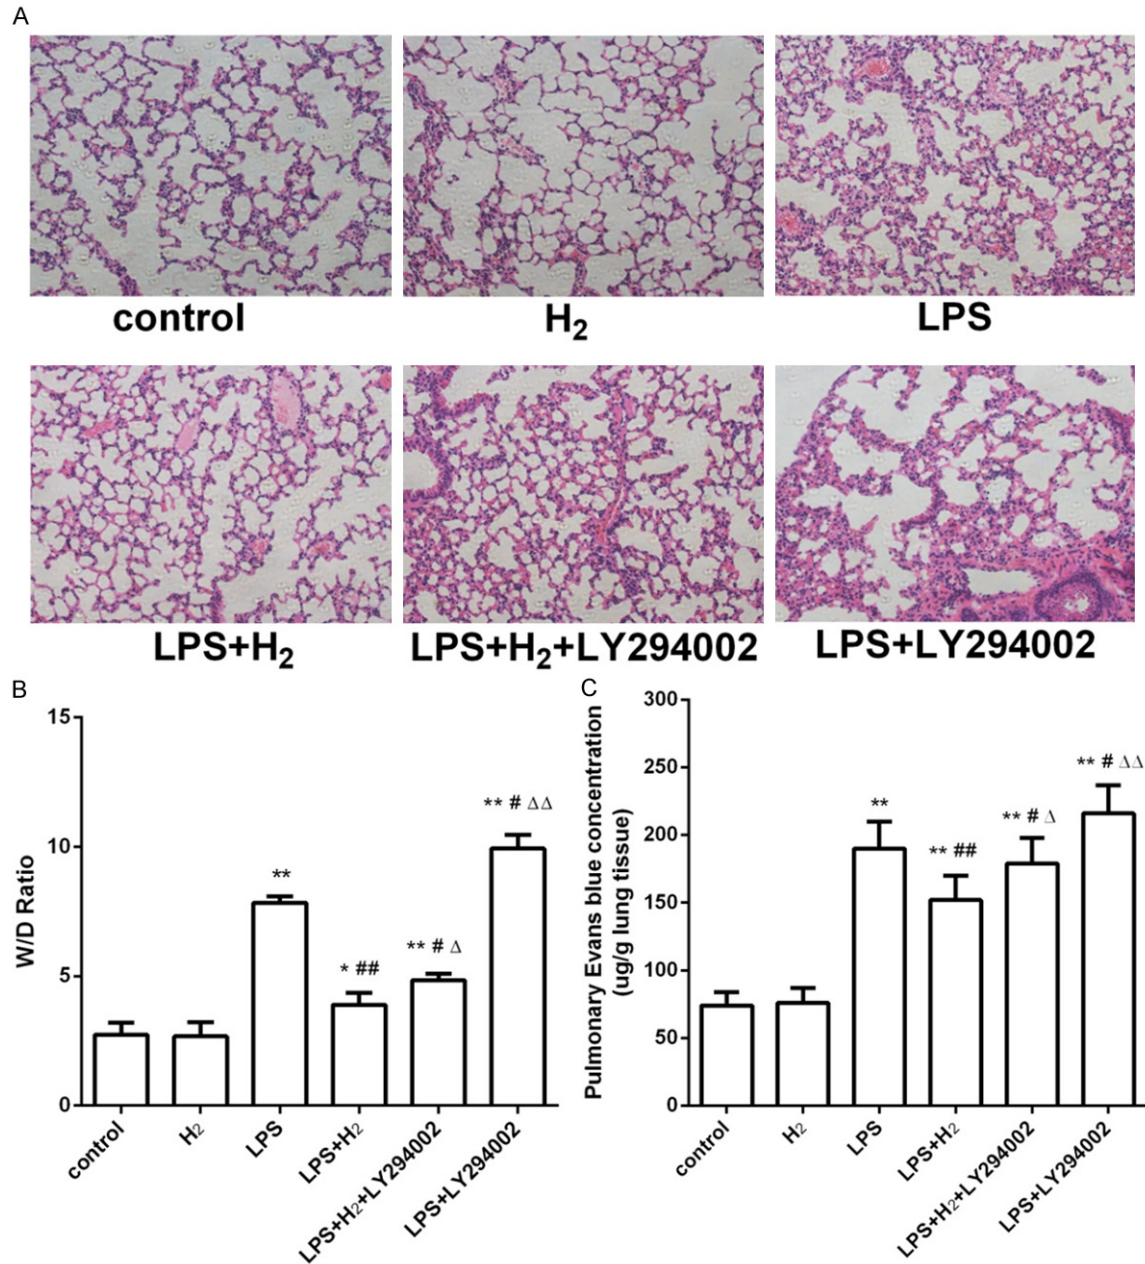 A
control
H₂
LPS
LPS+H₂
LPS+H₂+LY294002
LPS+LY294002
B
W/D Ratio
15
10
5
0
**
* ##
** # Δ
** # ΔΔ
control
H₂
LPS
LPS+H₂
LPS+H₂+LY294002
LPS+LY294002
C
Pulmonary Evans blue concentration
(ug/g lung tissue)
300
250
200
150
100
50
0
**
** ##
** # Δ
** # ΔΔ
control
H₂
LPS
LPS+H₂
LPS+H₂+LY294002
LPS+LY294002